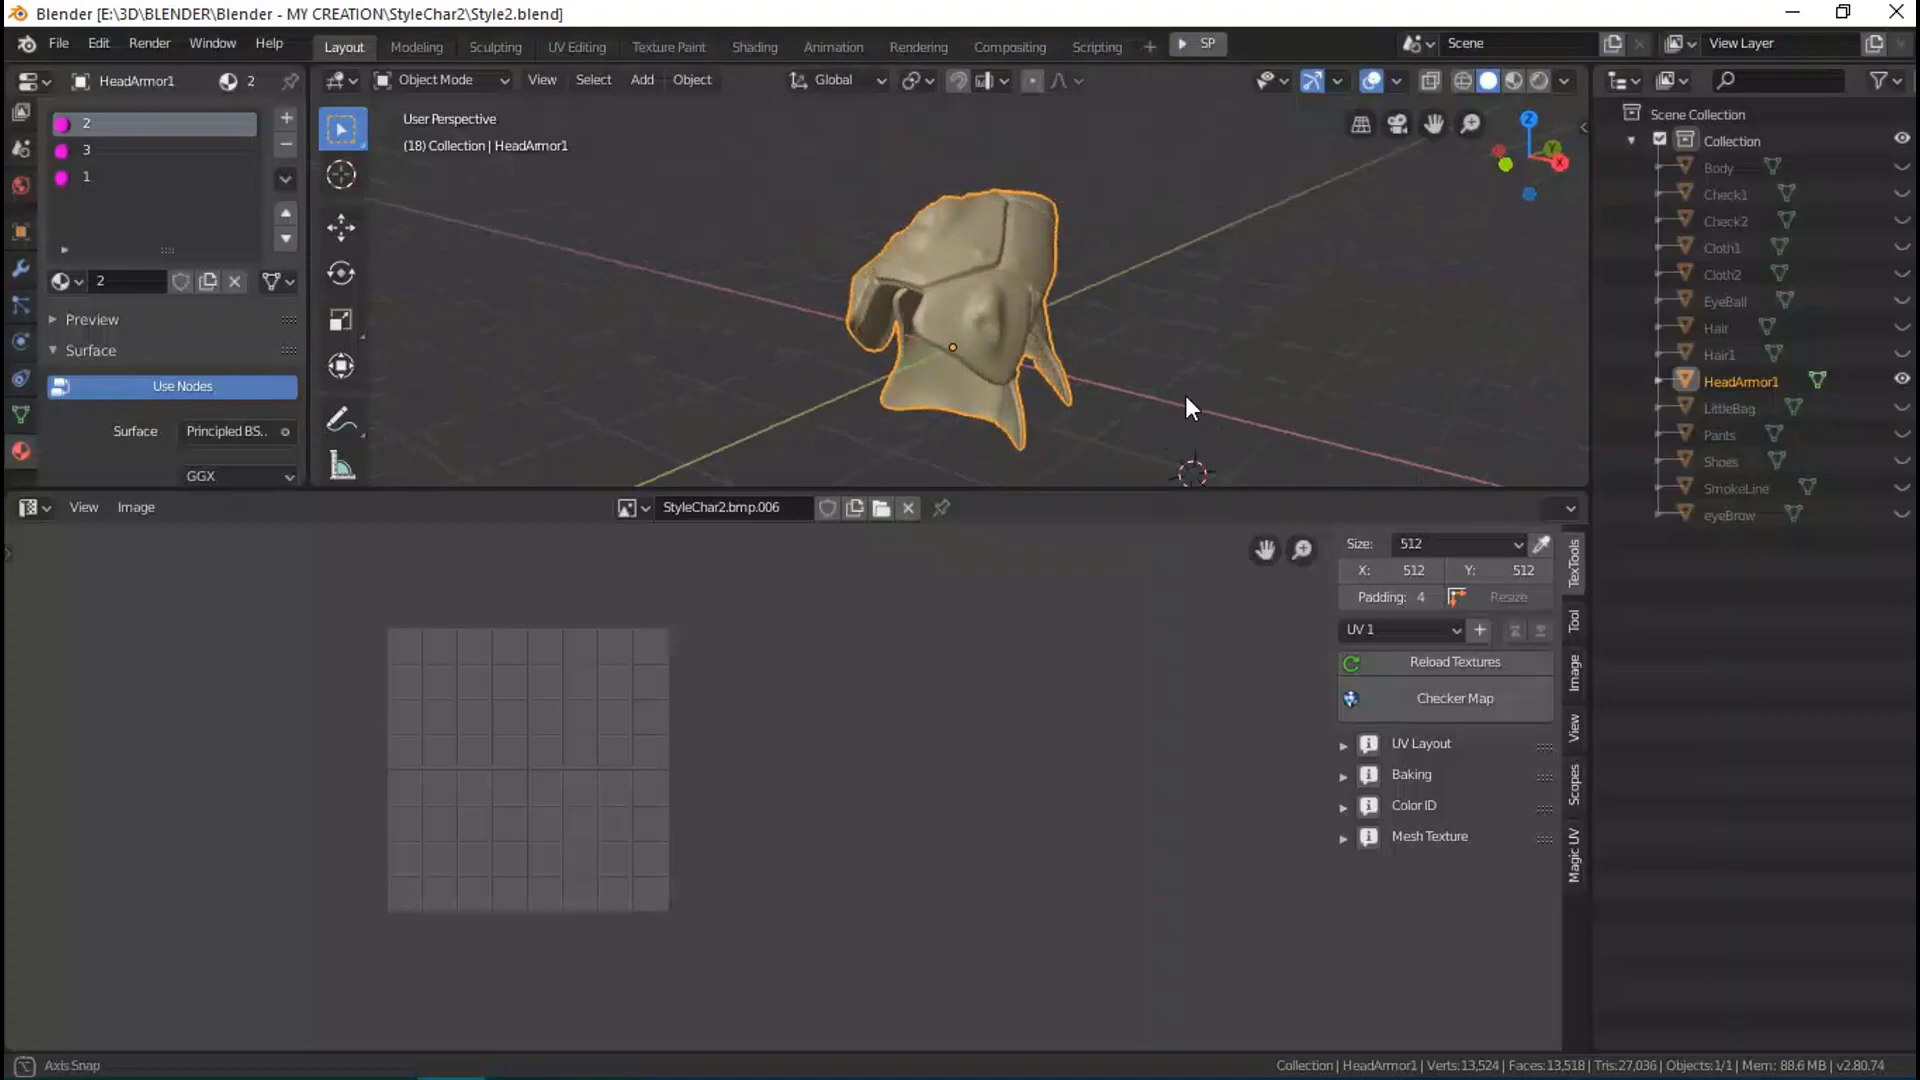 Blender [E:\3D\BLENDER\Blender - MY CREATION\StyleChar2\Style2.blend]
File Edit Render Window Help
Layout Modeling Sculpting UV Editing Texture Paint Shading Animation Rendering Compositing Scripting + SP
Scene
View Layer
HeadArmor1 2
Object Mode View Select Add Object Global
2
3
1
2
Preview
Surface
Use Nodes
Surface Principled BS..
GGX
User Perspective
(18) Collection | HeadArmor1
Z
Y
X
Scene Collection
Collection
Body
Check1
Check2
Cloth1
Cloth2
EyeBall
Hair
Hair1
HeadArmor1
LittleBag
Pants
Shoes
SmokeLine
eyeBrow
View Image StyleChar2.bmp.006
Size: 512
X: 512 Y: 512
Padding: 4 Resize
UV 1
Reload Textures
Checker Map
UV Layout
Baking
Color ID
Mesh Texture
TexTools
Tool
Image
View
Scopes
Magic UV
Axis Snap
Collection | HeadArmor1 | Verts:13,524 | Faces:13,518 | Tris:27,036 | Objects:1/1 | Mem: 88.6 MB | v2.80.74